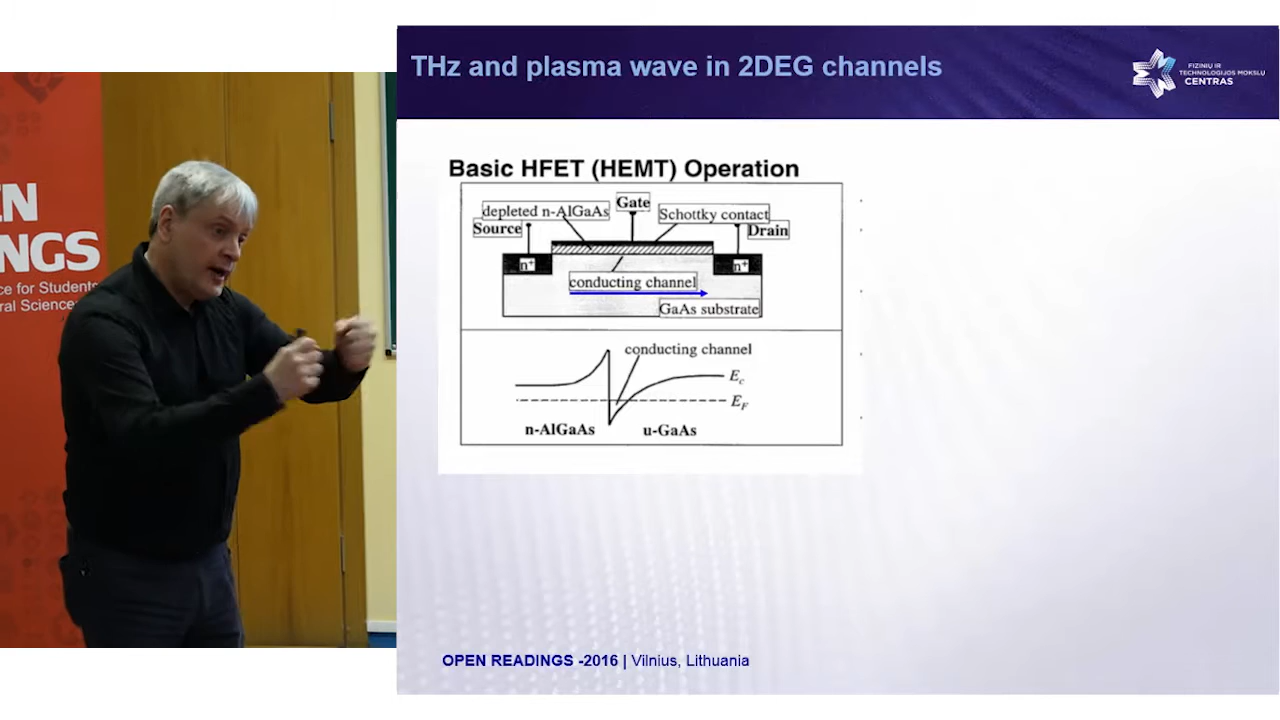 THz and plasma wave in 2DEG channels
FIZINIŲ IR
TECHNOLOGIJOS MOKSLŲ
CENTRAS
Basic HFET (HEMT) Operation
depleted n-AlGaAs
Gate
Schottky contact
Source
Drain
n+
n+
conducting channel
GaAs substrate
conducting channel
Ec
EF
n-AlGaAs
u-GaAs
OPEN READINGS -2016 | Vilnius, Lithuania